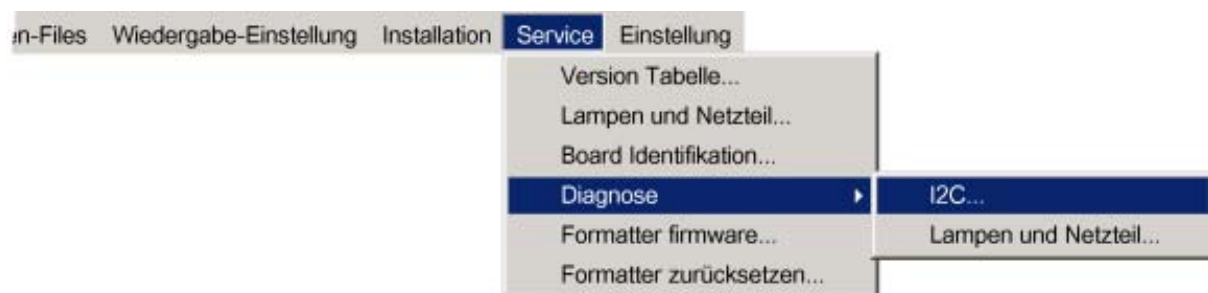 Wiedergabe-Einstellung Installation Service Einstellung
Version Tabelle...
Lampen und Netzteil...
Board Identifikation...
Diagnose
I2C...
Formatter firmware...
Lampen und Netzteil...
Formatter zurücksetzen...